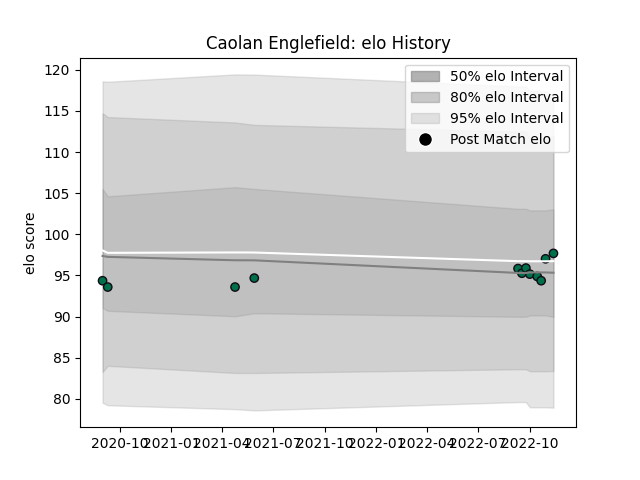 Caolan Englefield: elo History
120
115
110
105
100
95
90
85
80
elo score
50% elo Interval
80% elo Interval
95% elo Interval
Post Match elo
2020-10 2021-01 2021-04 2021-07 2021-10 2022-01 2022-04 2022-07 2022-10